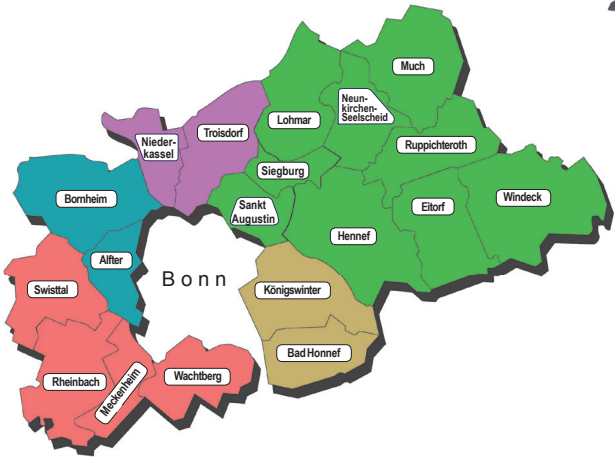 Much
Neun-
kirchen-
Seelscheid
Lohmar
Troisdorf
Nieder-
kassel
Ruppichteroth
Siegburg
Bornheim
Sankt
Augustin
Eitorf
Windeck
Hennef
Alfter
Bonn
Swisttal
Königswinter
Bad Honnef
Wachtberg
Rheinbach
Meckenheim